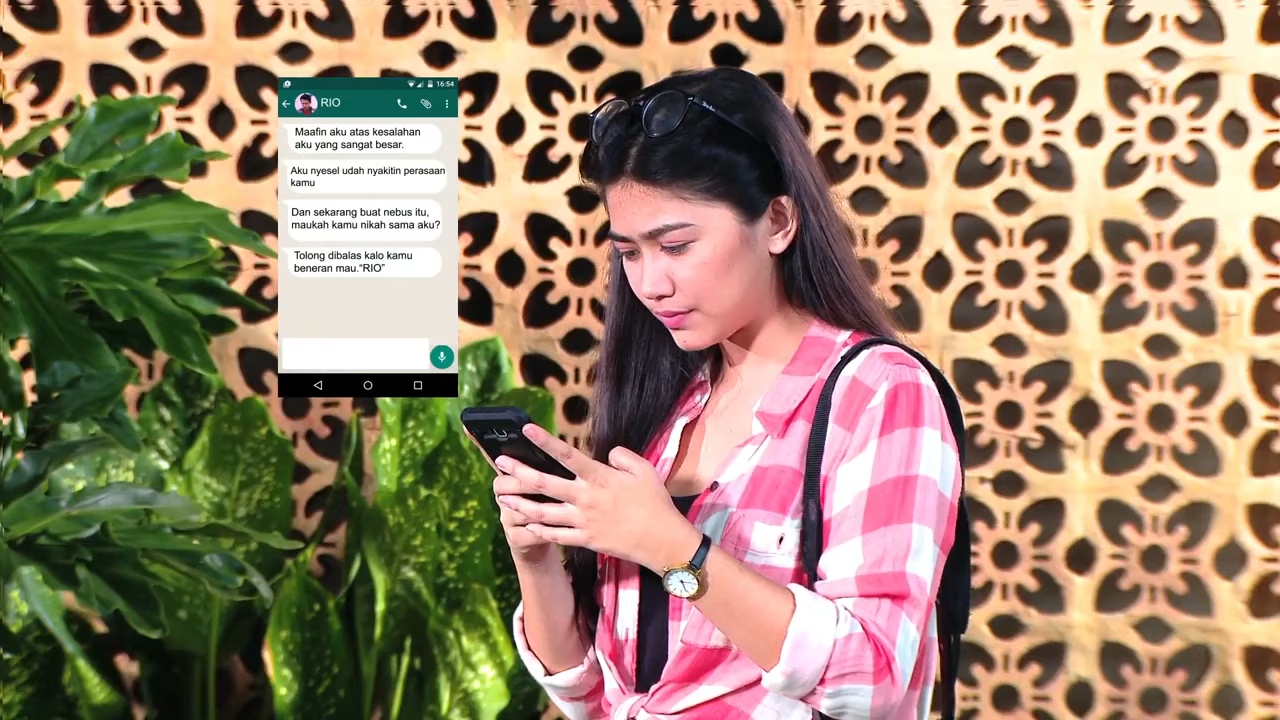 16:54
RIO
Maafin aku atas kesalahan
aku yang sangat besar.
Aku nyesel udah nyakitin perasaan
kamu
Dan sekarang buat nebus itu,
maukah kamu nikah sama aku?
Tolong dibalas kalo kamu
beneran mau.“RIO”